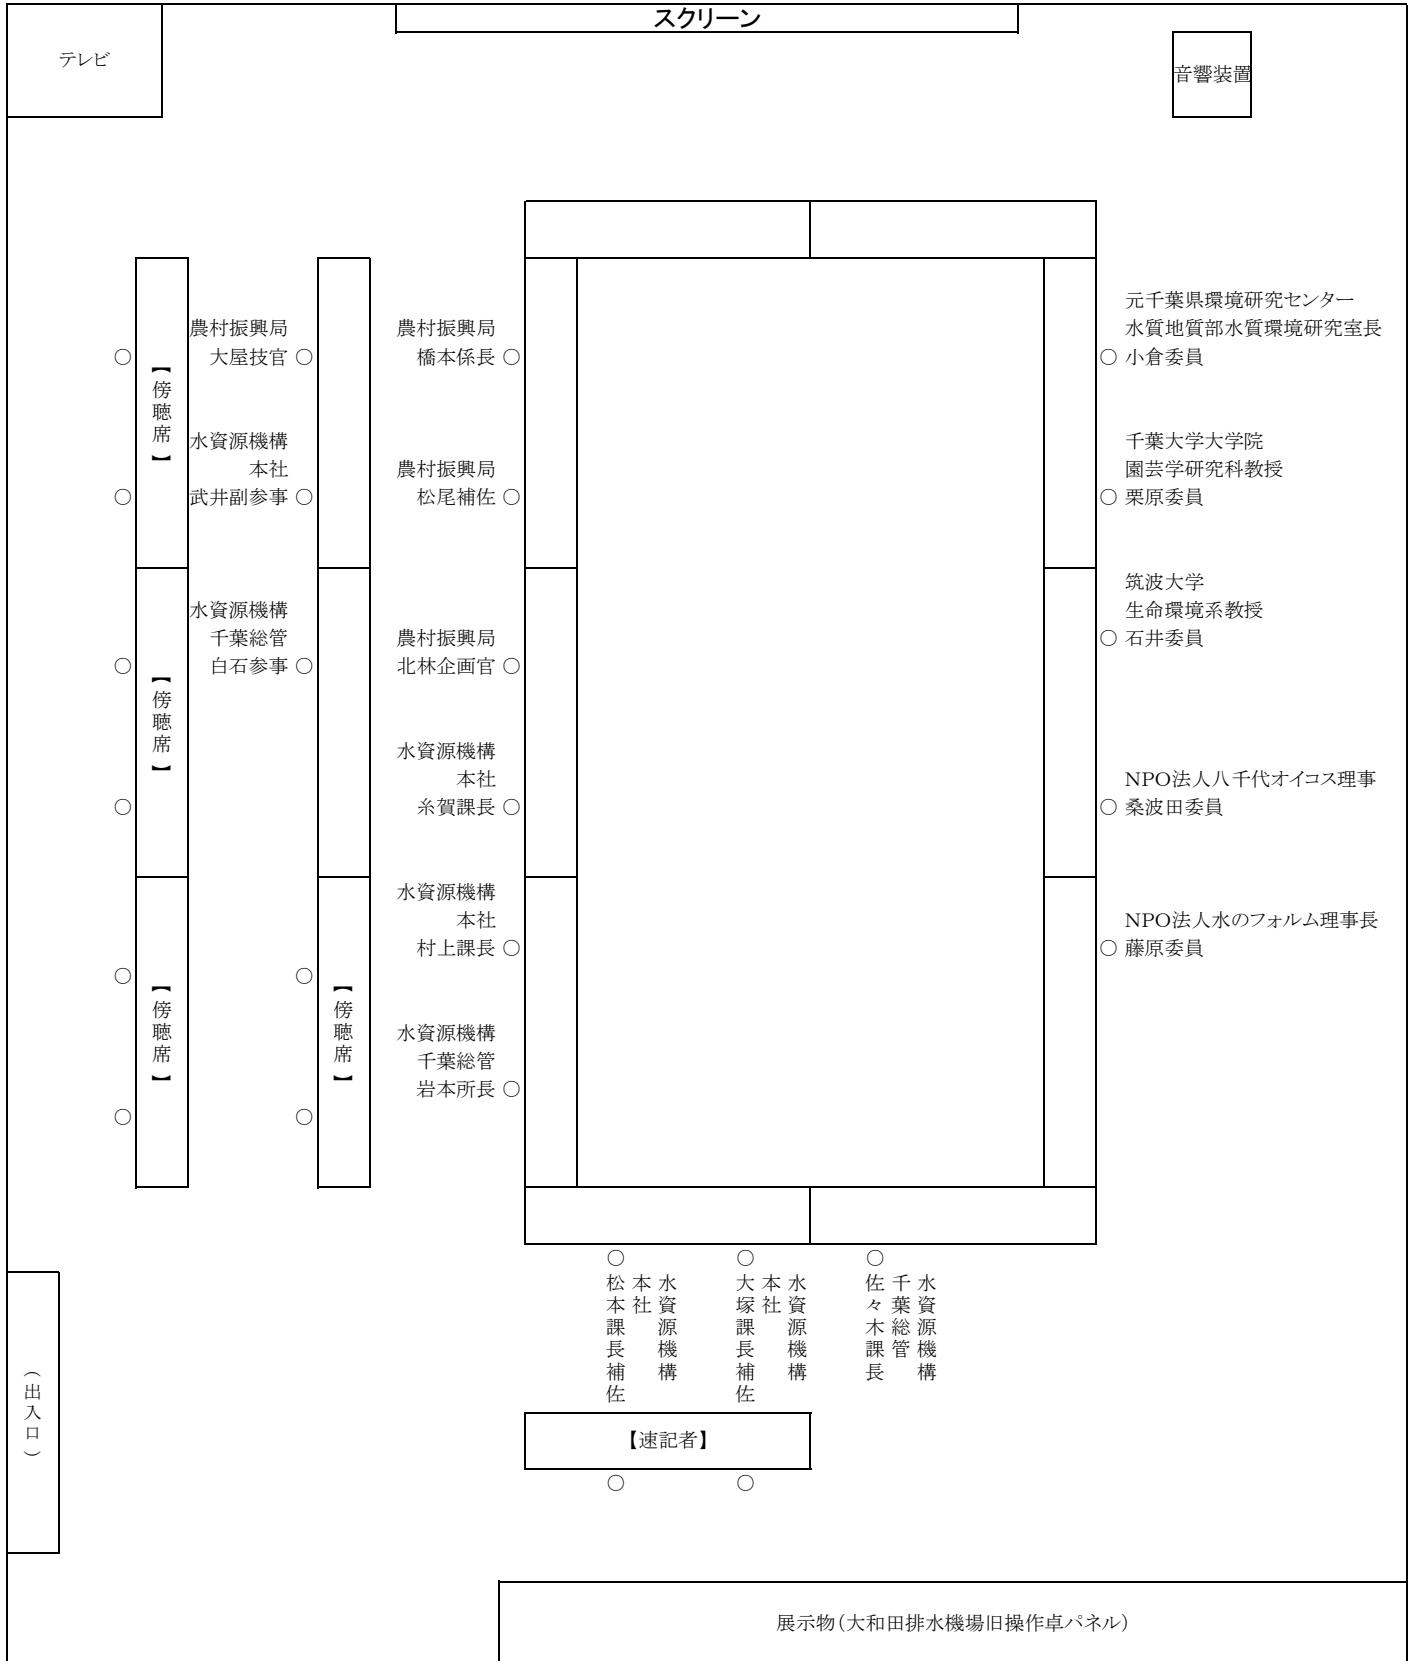 スクリーン
テレビ
音響装置
【傍聴席】
農村振興局
大屋技官 ○
農村振興局
橋本係長 ○
元千葉県環境研究センター
水質地質部水質環境研究室長
○ 小倉委員
水資源機構
本社
武井副参事 ○
農村振興局
松尾補佐 ○
千葉大学大学院
園芸学研究科教授
○ 栗原委員
【傍聴席】
水資源機構
千葉総管
白石参事 ○
農村振興局
北林企画官 ○
筑波大学
生命環境系教授
○ 石井委員
水資源機構
本社
糸賀課長 ○
NPO法人八千代オイコス理事
○ 桑波田委員
水資源機構
本社
村上課長 ○
NPO法人水のフォルム理事長
○ 藤原委員
【傍聴席】
【傍聴席】
水資源機構
千葉総管
岩本所長 ○
水資源機構
本社
○松本課長補佐
水資源機構
本社
○大塚課長補佐
水資源機構
千葉総管
○佐々木課長
（出入口）
【速記者】
展示物（大和田排水機場旧操作卓パネル）